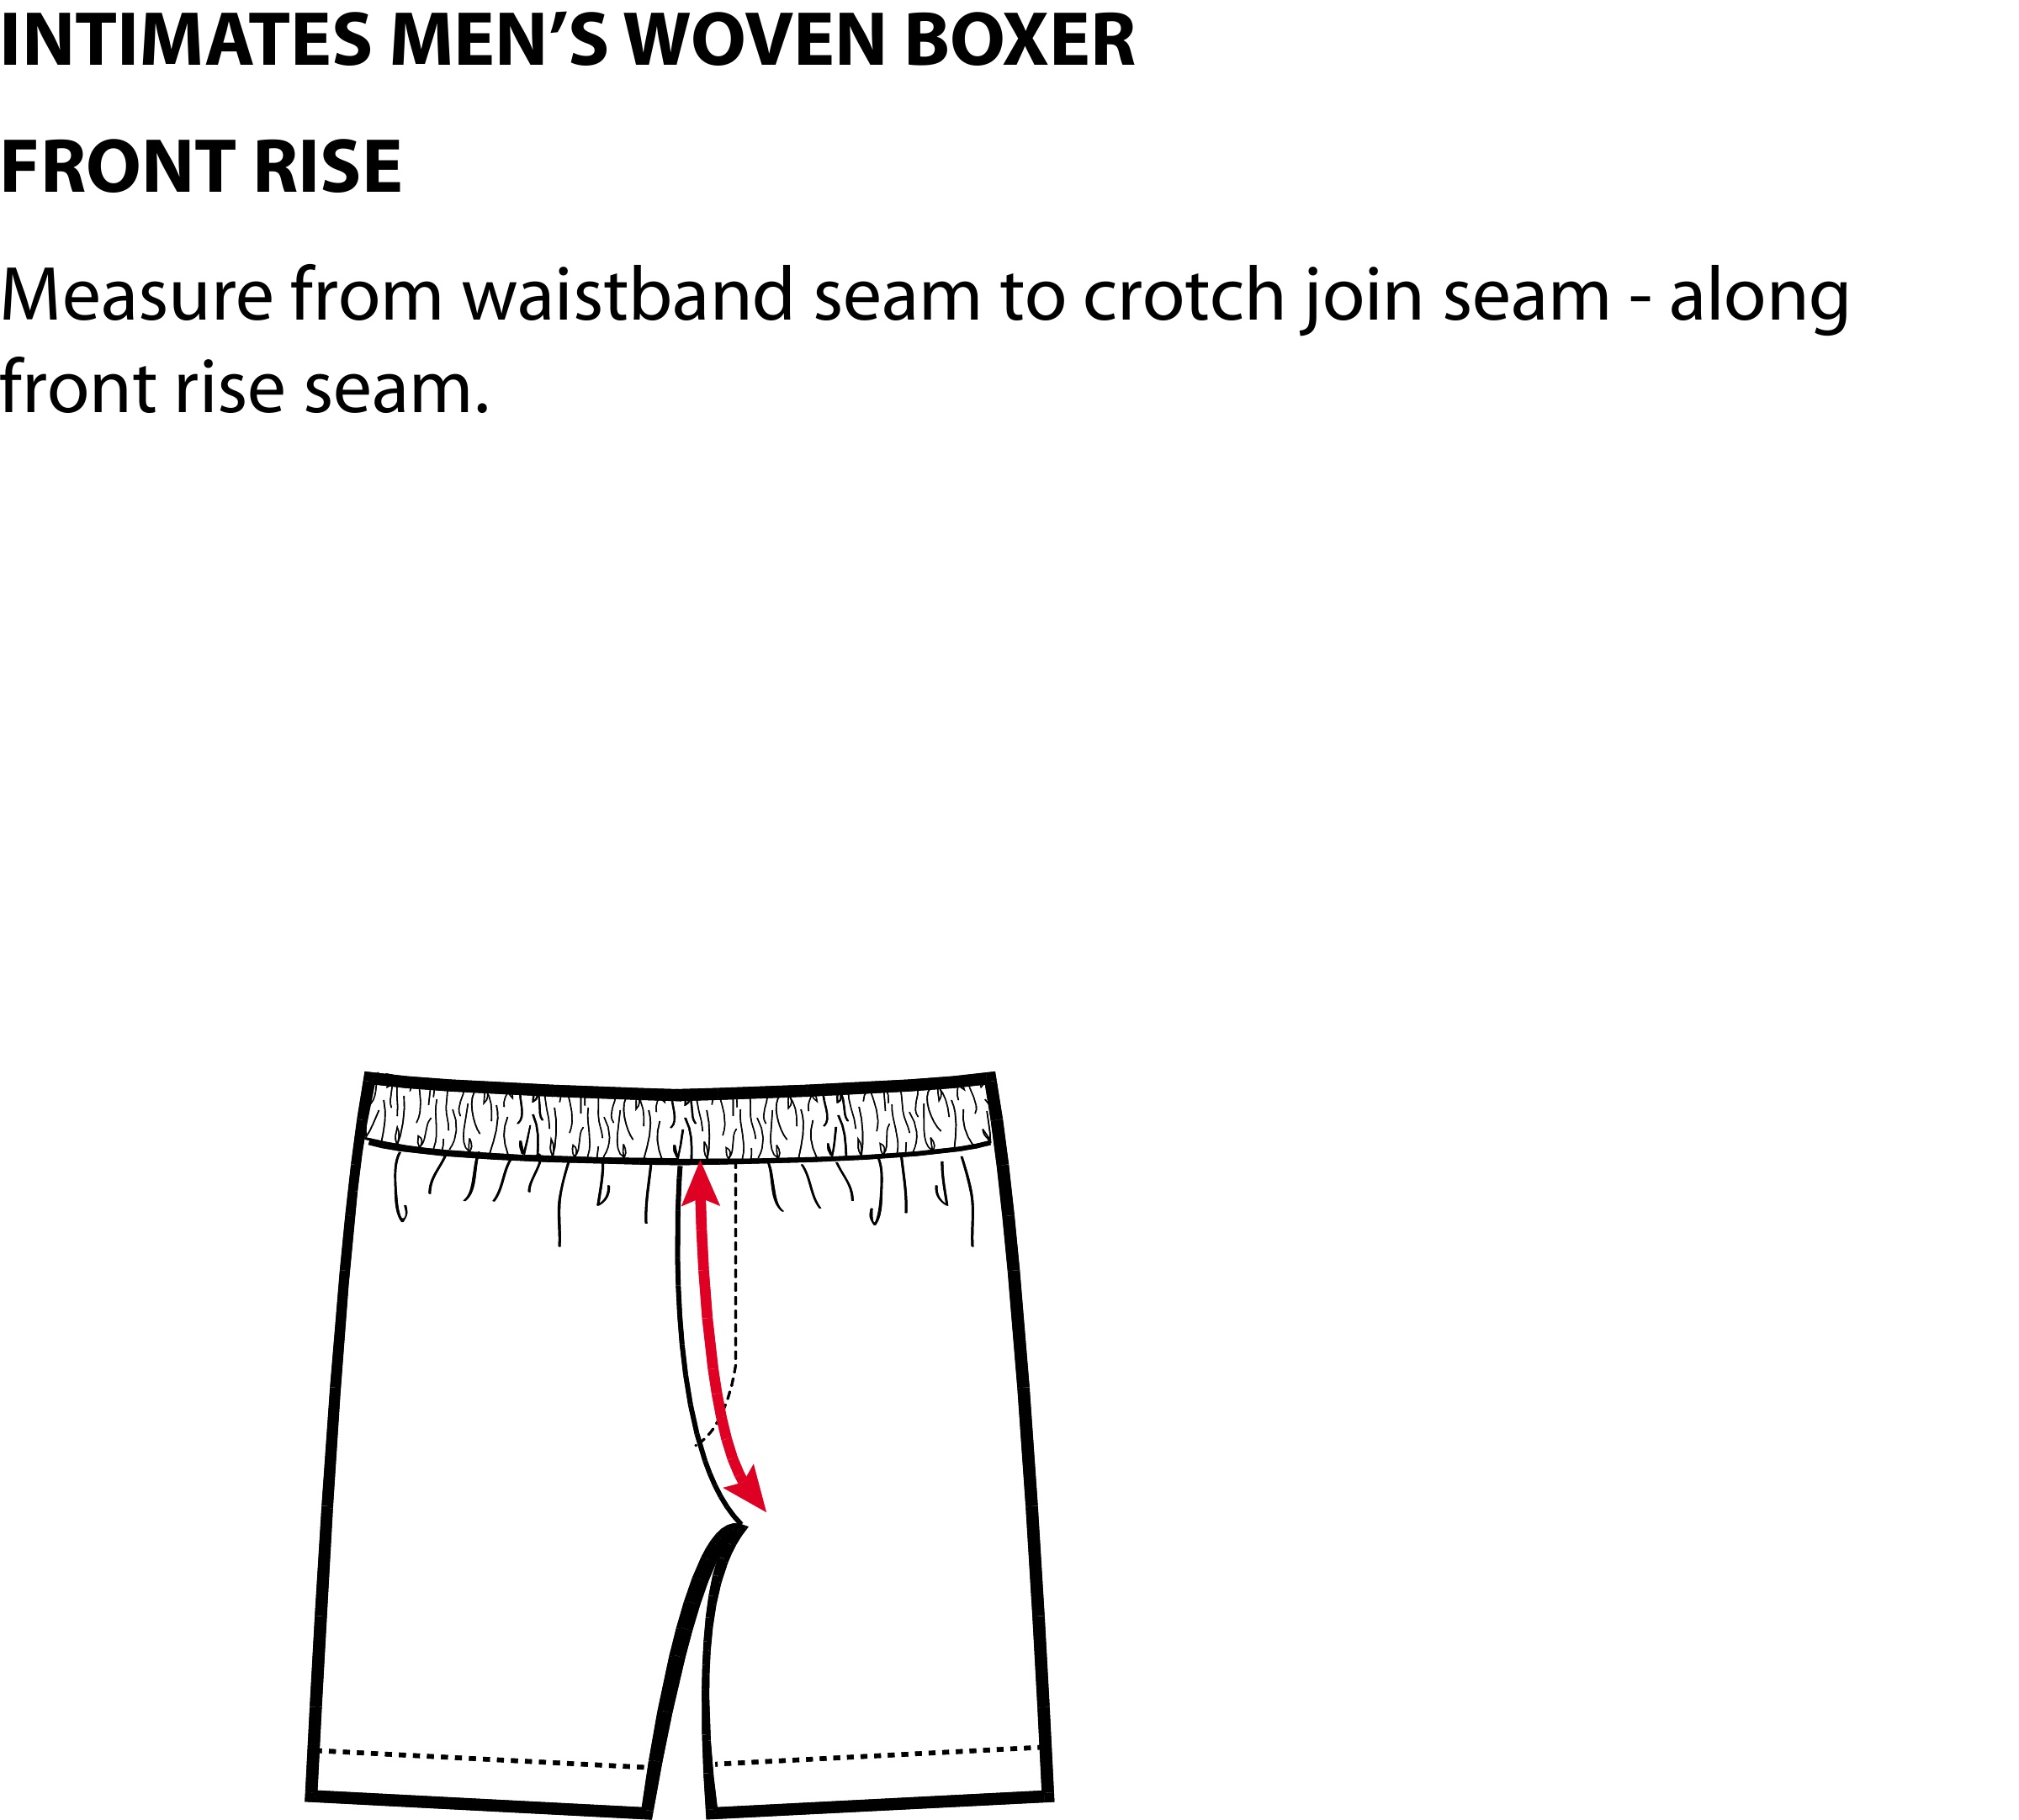 INTIMATES MEN’S WOVEN BOXER
FRONT RISE
Measure from waistband seam to crotch join seam - along
front rise seam.